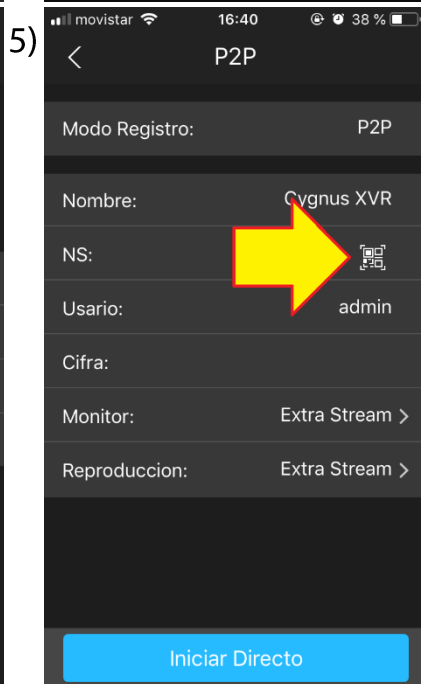 5)
movistar 16:40 38 %
P2P
Modo Registro: P2P
Nombre: Cygnus XVR
NS:
Usario: admin
Cifra:
Monitor: Extra Stream >
Reproduccion: Extra Stream >
Iniciar Directo